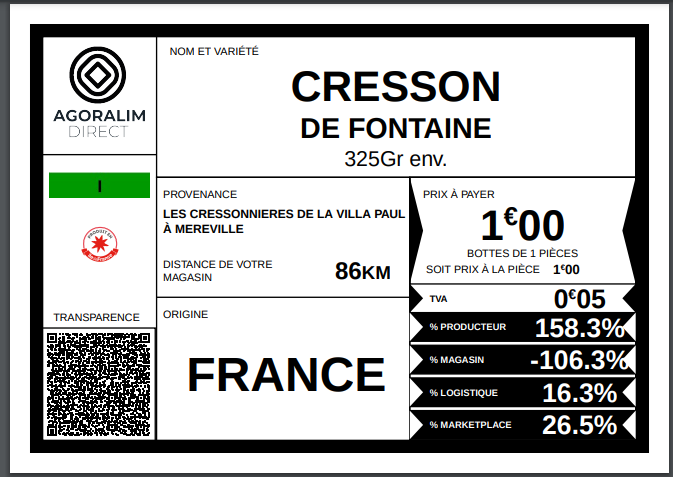 AGORALIM
DIRECT
I
PRODUIT EN
TRANSPARENCE
NOM ET VARIÉTÉ
CRESSON
DE FONTAINE
325Gr env.
PROVENANCE
LES CRESSONNIERES DE LA VILLA PAUL
À MEREVILLE
DISTANCE DE VOTRE
MAGASIN
86KM
ORIGINE
FRANCE
PRIX À PAYER
1€00
BOTTES DE 1 PIÈCES
SOIT PRIX À LA PIÈCE 1€00
TVA 0€05
% PRODUCTEUR 158.3%
% MAGASIN -106.3%
% LOGISTIQUE 16.3%
% MARKETPLACE 26.5%